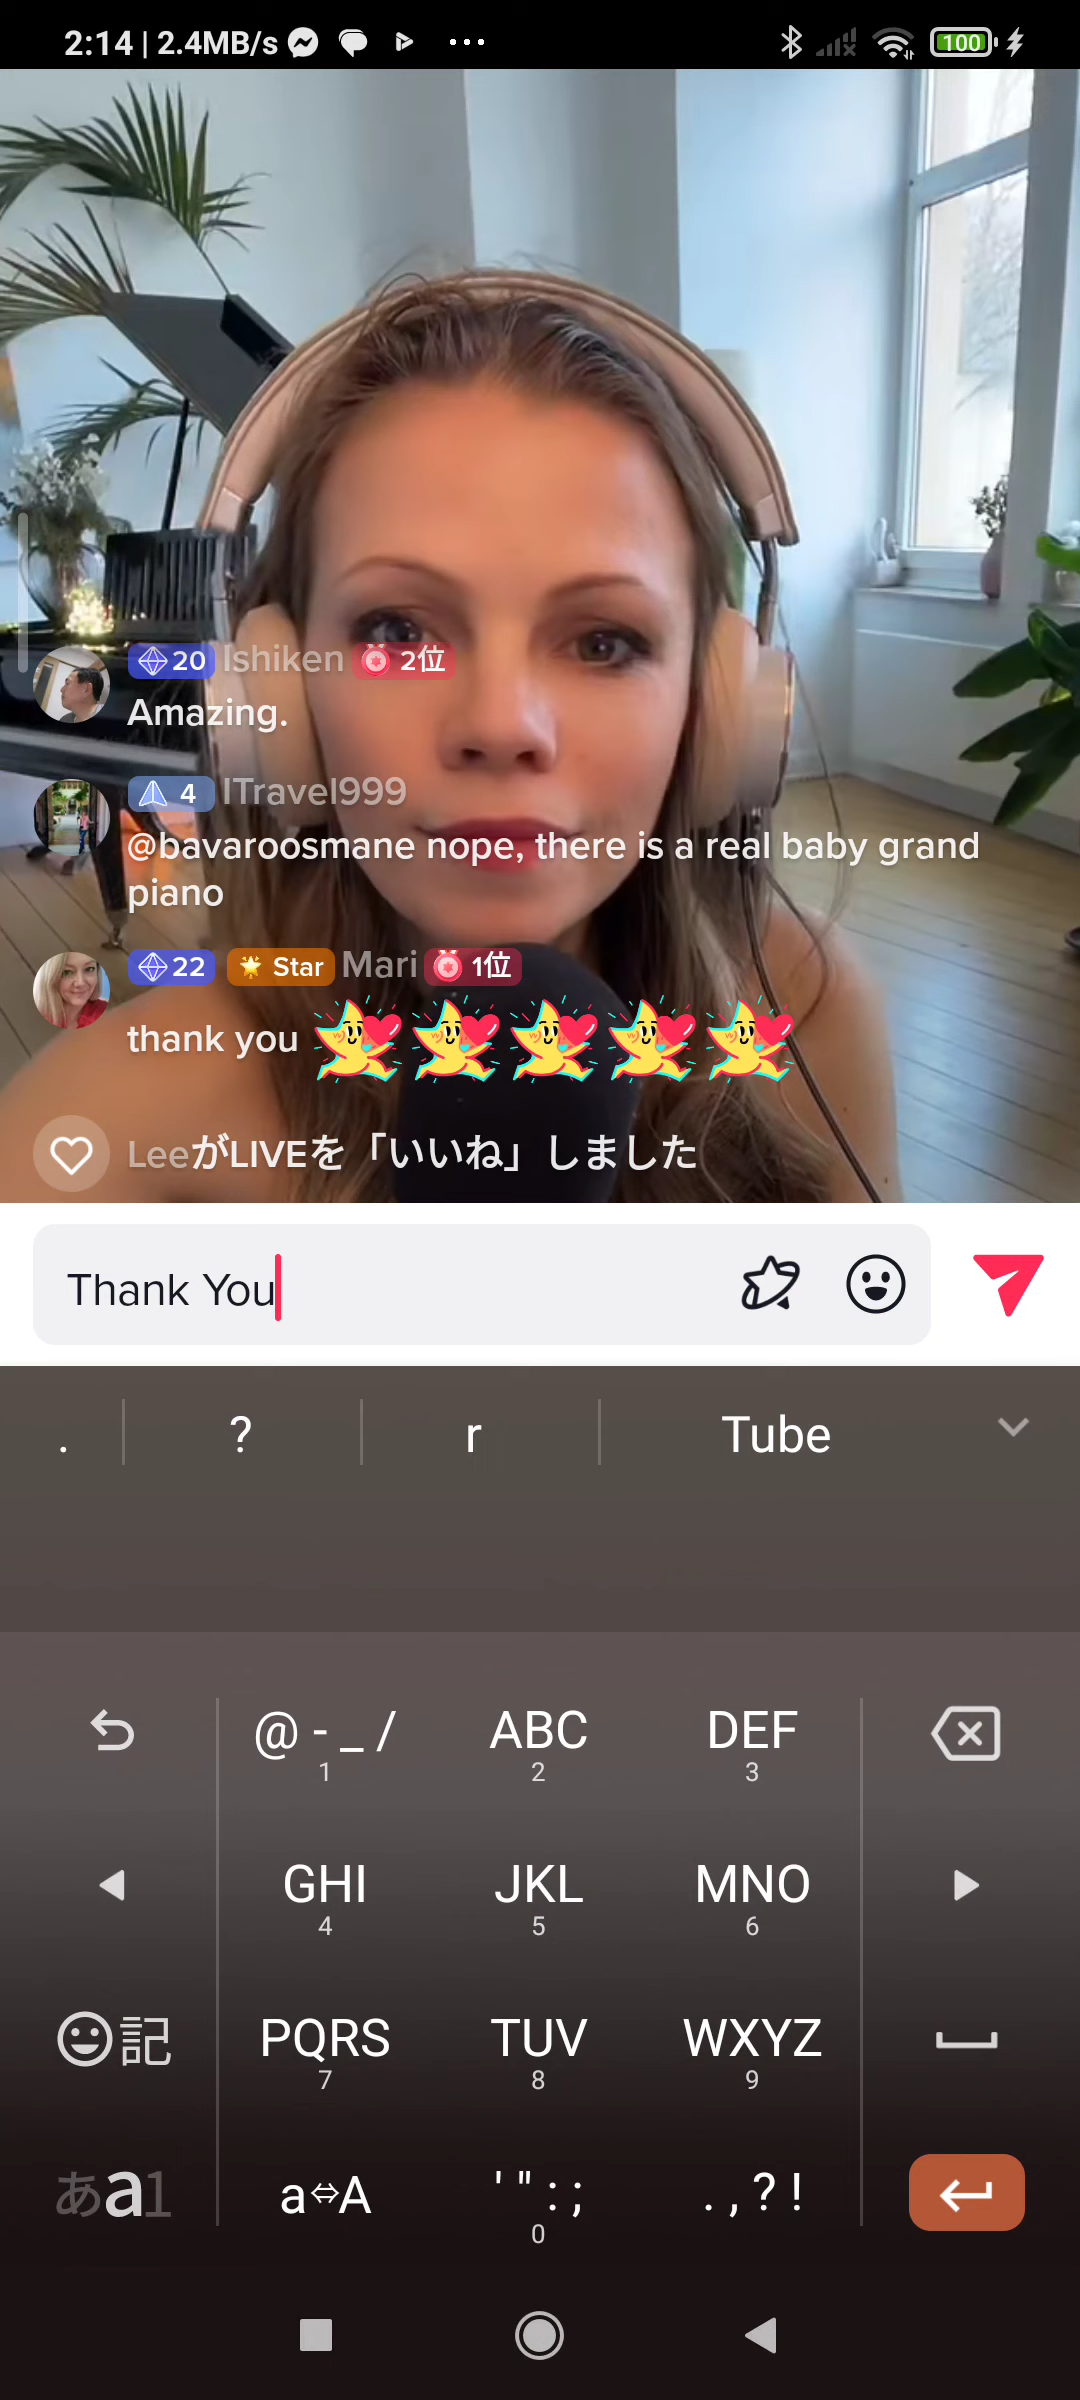 2:14 | 2.4MB/s 100
20 Ishiken 2位
Amazing.
4 ITravel999
@bavaroosmane nope, there is a real baby grand
piano
22 Star Mari 1位
thank you
LeeがLIVEを「いいね」しました
Thank You
. ? r Tube
@-_/ ABC DEF
1 2 3
GHI JKL MNO
4 5 6
記 PQRS TUV WXYZ
7 8 9
あa1 a⇔A '":; .,?!
0